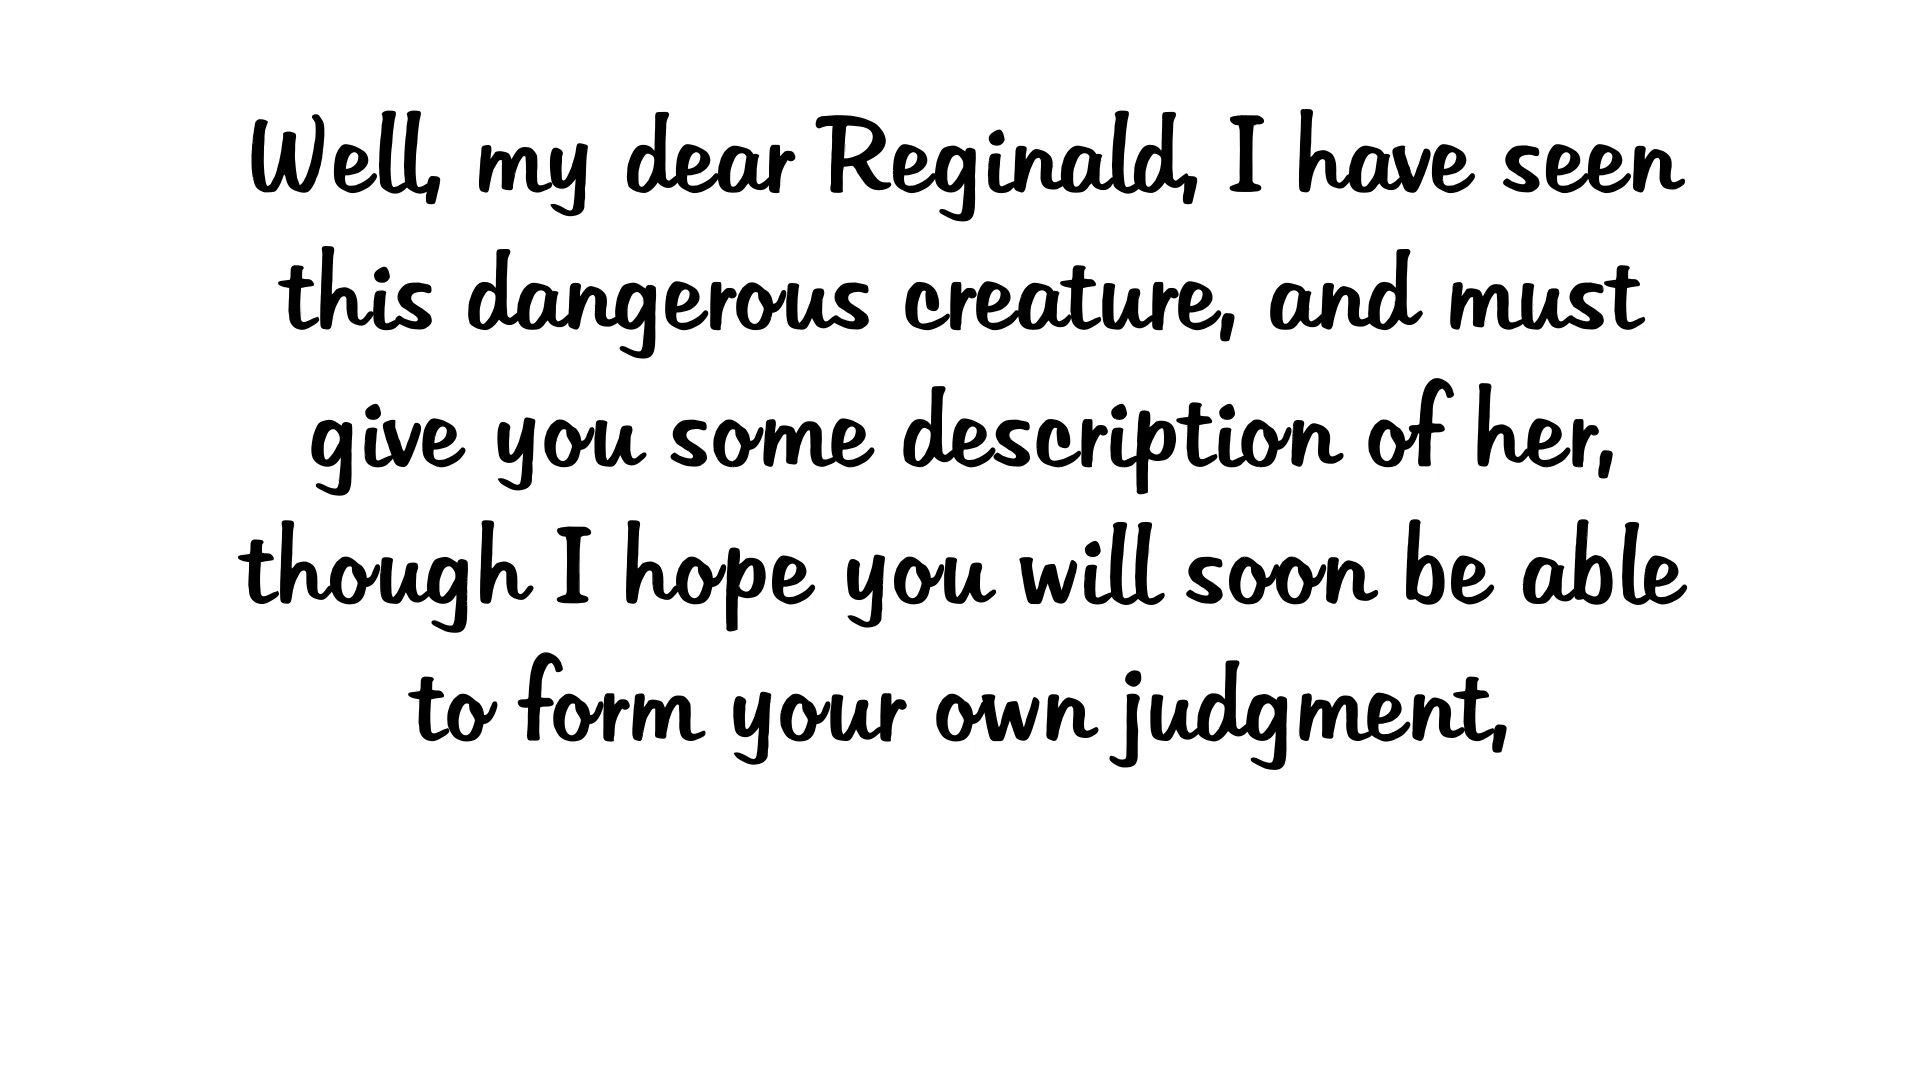 Well, my dear Reginald, I have seen
this dangerous creature, and must
give you some description of her,
though I hope you will soon be able
to form your own judgment,